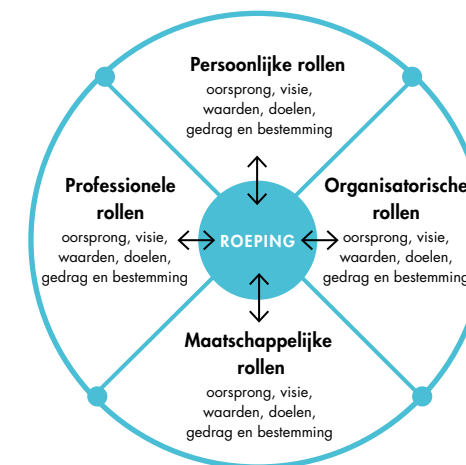 Persoonlijke rollen
oorsprong, visie,
waarden, doelen,
gedrag en bestemming
Professionele
rollen
oorsprong, visie,
waarden, doelen,
gedrag en bestemming
ROEPING
Organisatorische
rollen
oorsprong, visie,
waarden, doelen,
gedrag en bestemming
Maatschappelijke
rollen
oorsprong, visie,
waarden, doelen,
gedrag en bestemming